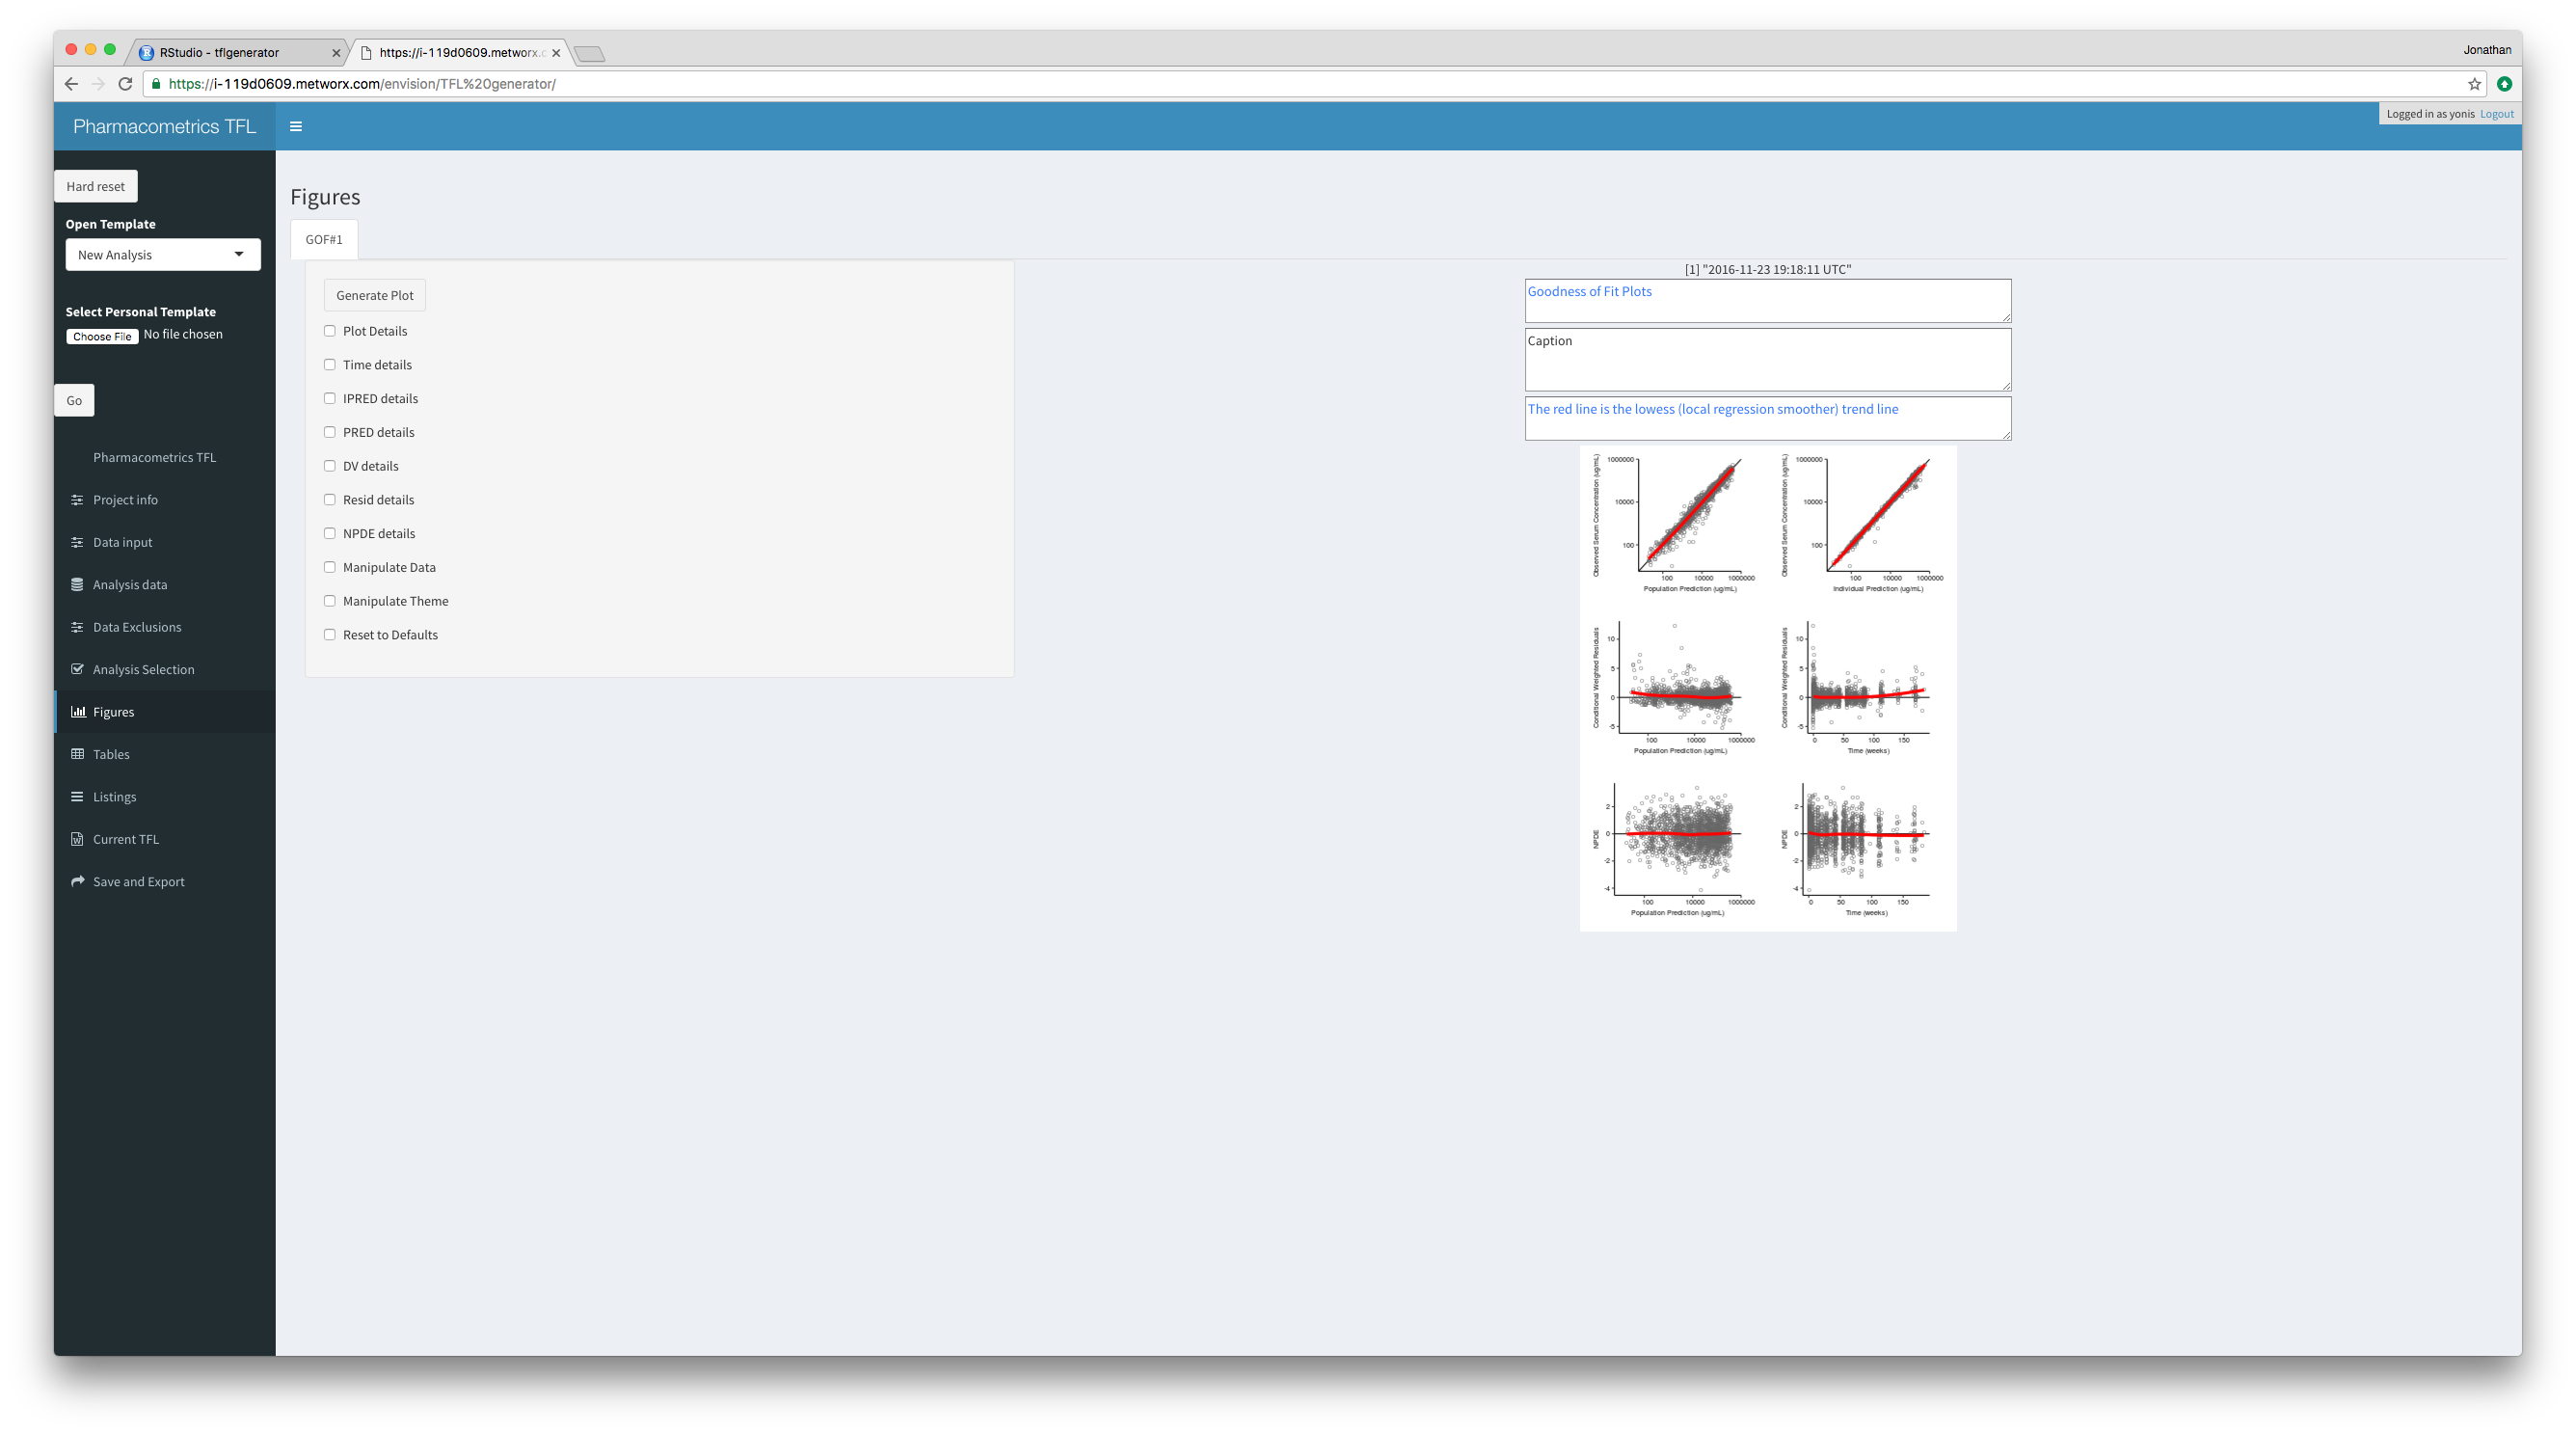 RStudio - tflgenerator
https://i-119d0609.metworx.c
Jonathan
https://i-119d0609.metworx.com/envision/TFL%20generator/
Pharmacometrics TFL
Logged in as yonis Logout
Hard reset
Open Template
New Analysis
Select Personal Template
Choose File No file chosen
Go
Pharmacometrics TFL
Project info
Data input
Analysis data
Data Exclusions
Analysis Selection
Figures
Tables
Listings
Current TFL
Save and Export
Figures
GOF#1
Generate Plot
Plot Details
Time details
IPRED details
PRED details
DV details
Resid details
NPDE details
Manipulate Data
Manipulate Theme
Reset to Defaults
[1] "2016-11-23 19:18:11 UTC"
Goodness of Fit Plots
Caption
The red line is the lowess (local regression smoother) trend line
Observed Serum Concentration (ug/mL)
1000000
10000
100
100 10000 1000000
Population Prediction (ug/mL)
Observed Serum Concentration (ug/mL)
1000000
10000
100
100 10000 1000000
Individual Prediction (ug/mL)
Conditional Weighted Residuals
10
5
0
-5
100 10000 1000000
Population Prediction (ug/mL)
Conditional Weighted Residuals
10
5
0
-5
0 50 100 150
Time (weeks)
NPDE
2
0
-2
-4
100 10000 1000000
Population Prediction (ug/mL)
NPDE
2
0
-2
-4
0 50 100 150
Time (weeks)